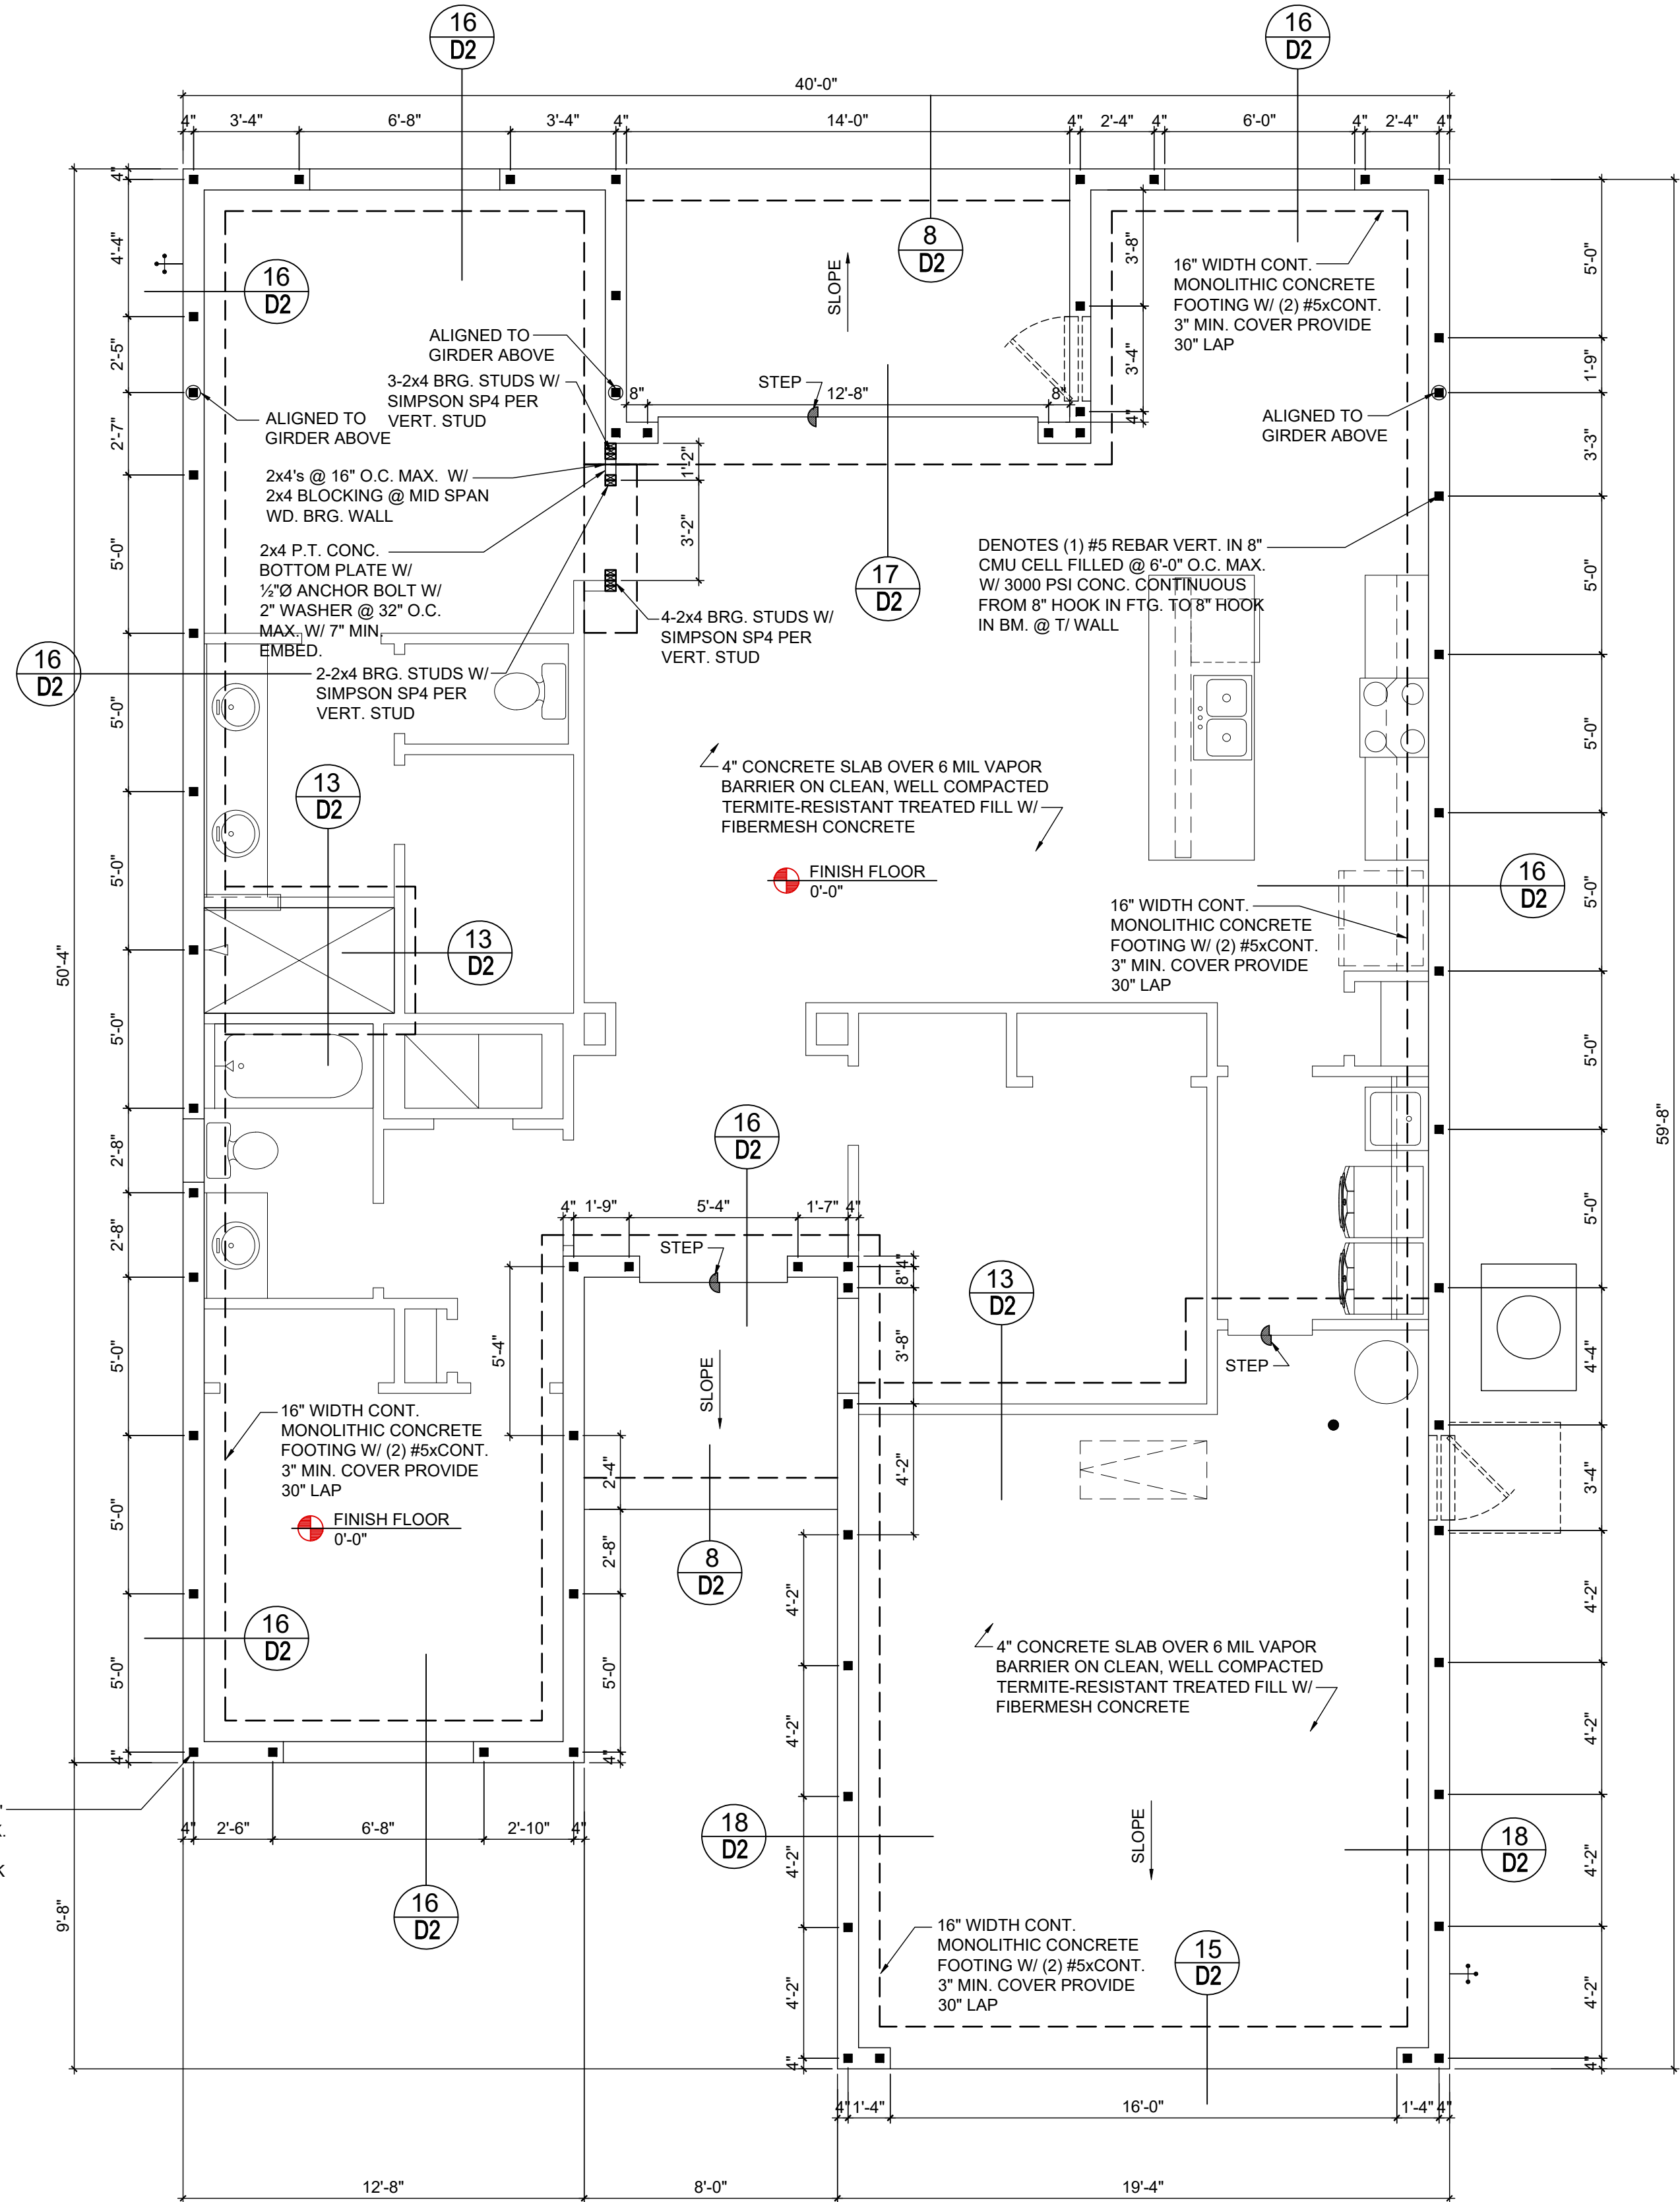 16
D2
16
D2
40'-0"
4"
3'-4"
6'-8"
3'-4"
4"
14'-0"
4"
2'-4"
4"
6'-0"
4"
2'-4"
4"
4"
4'-4"
2'-5"
2'-7"
5'-0"
5'-0"
5'-0"
5'-0"
2'-8"
2'-8"
5'-0"
5'-0"
5'-0"
4"
50'-4"
9'-8"
16
D2
8
D2
SLOPE
3'-8"
3'-4"
4"
16" WIDTH CONT.
MONOLITHIC CONCRETE
FOOTING W/ (2) #5xCONT.
3" MIN. COVER PROVIDE
30" LAP
5'-0"
1'-9"
3'-3"
5'-0"
5'-0"
5'-0"
5'-0"
5'-0"
4'-4"
3'-4"
4'-2"
4'-2"
4'-2"
4'-2"
4"
59'-8"
ALIGNED TO
GIRDER ABOVE
3-2x4 BRG. STUDS W/
SIMPSON SP4 PER
VERT. STUD
STEP
8"
12'-8"
8"
ALIGNED TO
GIRDER ABOVE
ALIGNED TO
GIRDER ABOVE
1'-2"
3'-2"
2x4's @ 16" O.C. MAX. W/
2x4 BLOCKING @ MID SPAN
WD. BRG. WALL
2x4 P.T. CONC.
BOTTOM PLATE W/
½"Ø ANCHOR BOLT W/
2" WASHER @ 32" O.C.
MAX. W/ 7" MIN.
EMBED.
17
D2
DENOTES (1) #5 REBAR VERT. IN 8"
CMU CELL FILLED @ 6'-0" O.C. MAX.
W/ 3000 PSI CONC. CONTINUOUS
FROM 8" HOOK IN FTG. TO 8" HOOK
IN BM. @ T/ WALL
4-2x4 BRG. STUDS W/
SIMPSON SP4 PER
VERT. STUD
16
D2
2-2x4 BRG. STUDS W/
SIMPSON SP4 PER
VERT. STUD
13
D2
4" CONCRETE SLAB OVER 6 MIL VAPOR
BARRIER ON CLEAN, WELL COMPACTED
TERMITE-RESISTANT TREATED FILL W/
FIBERMESH CONCRETE
FINISH FLOOR
0'-0"
16
D2
13
D2
16" WIDTH CONT.
MONOLITHIC CONCRETE
FOOTING W/ (2) #5xCONT.
3" MIN. COVER PROVIDE
30" LAP
16
D2
4"
1'-9"
5'-4"
1'-7"
4"
STEP
4"
8"
3'-8"
4'-2"
13
D2
STEP
5'-4"
SLOPE
2'-4"
2'-8"
5'-0"
4"
16" WIDTH CONT.
MONOLITHIC CONCRETE
FOOTING W/ (2) #5xCONT.
3" MIN. COVER PROVIDE
30" LAP
FINISH FLOOR
0'-0"
8
D2
4'-2"
4'-2"
4'-2"
4'-2"
4"
16
D2
4" CONCRETE SLAB OVER 6 MIL VAPOR
BARRIER ON CLEAN, WELL COMPACTED
TERMITE-RESISTANT TREATED FILL W/
FIBERMESH CONCRETE
4"
2'-6"
6'-8"
2'-10"
4"
18
D2
SLOPE
18
D2
16
D2
16" WIDTH CONT.
MONOLITHIC CONCRETE
FOOTING W/ (2) #5xCONT.
3" MIN. COVER PROVIDE
30" LAP
15
D2
4"
1'-4"
16'-0"
1'-4"
4"
12'-8"
8'-0"
19'-4"